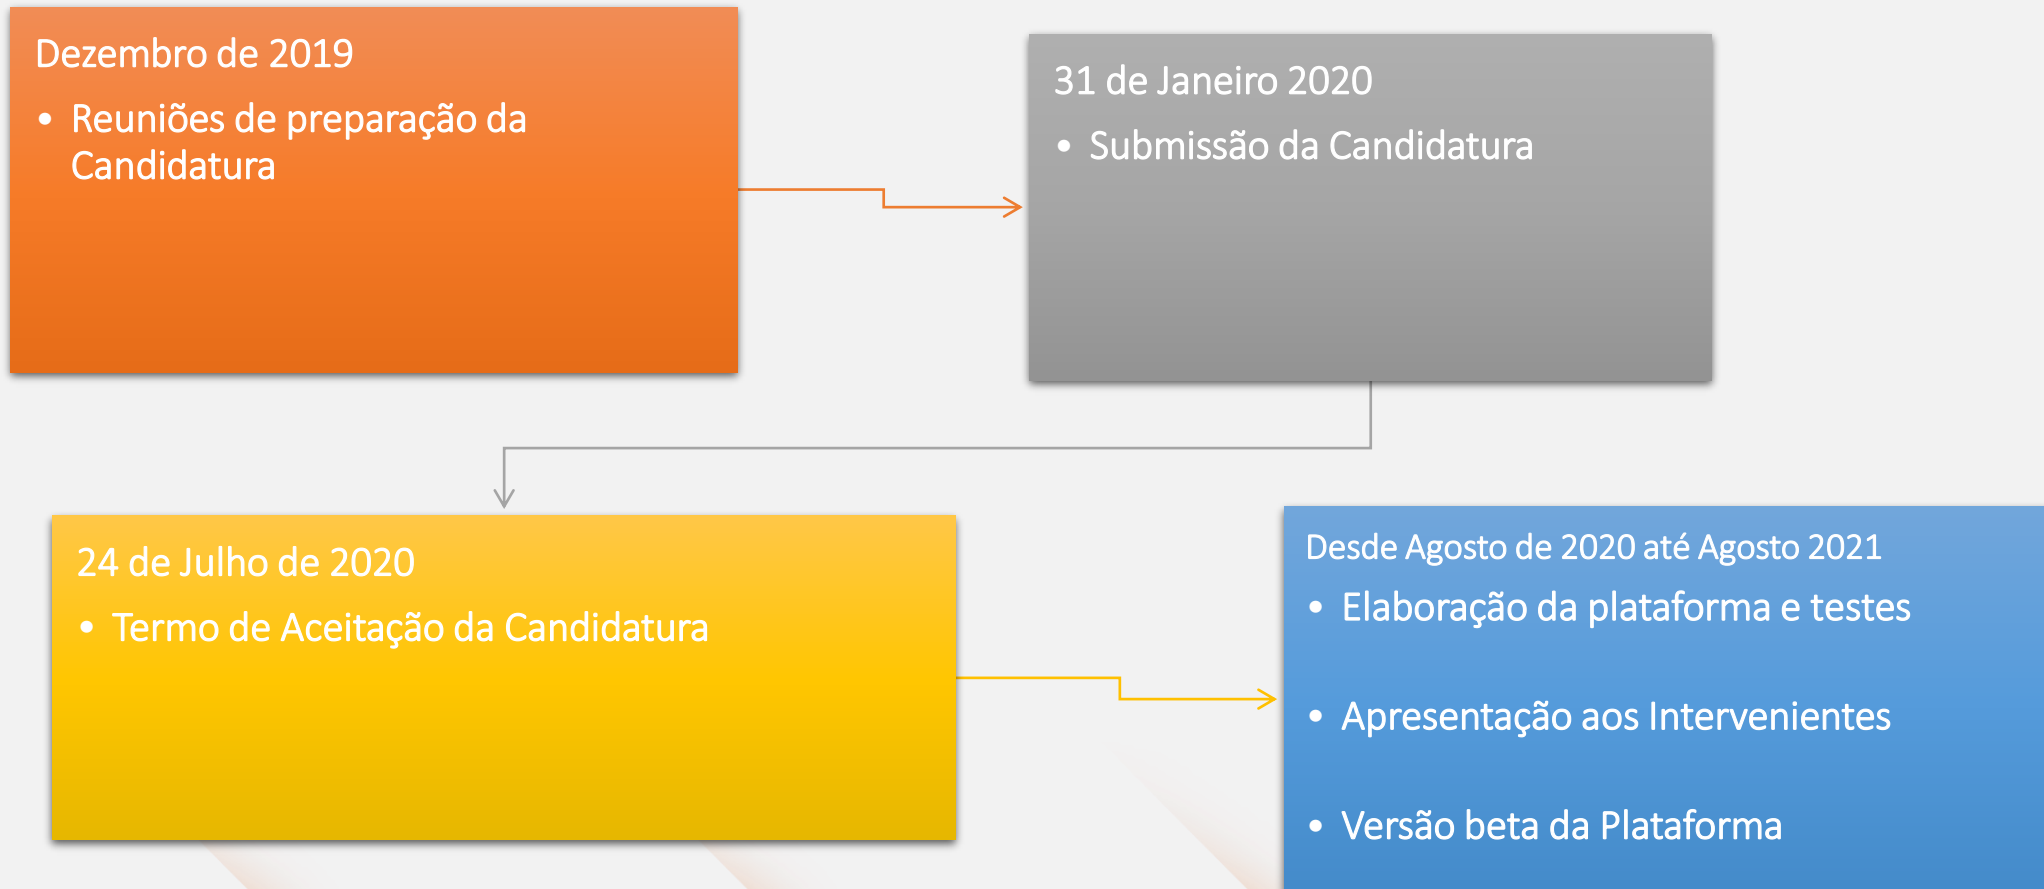 Dezembro de 2019
• Reuniões de preparação da
Candidatura
31 de Janeiro 2020
• Submissão da Candidatura
24 de Julho de 2020
• Termo de Aceitação da Candidatura
Desde Agosto de 2020 até Agosto 2021
• Elaboração da plataforma e testes
• Apresentação aos Intervenientes
• Versão beta da Plataforma